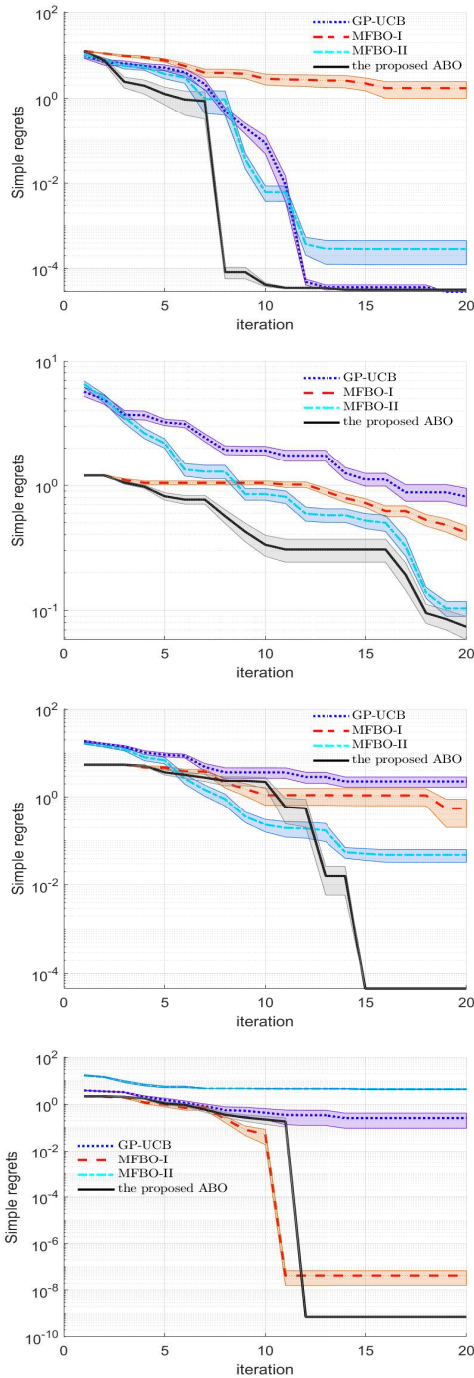 10^2
10^0
10^-2
10^-4
Simple regrets
GP-UCB
MFBO-I
MFBO-II
the proposed ABO
0 5 10 15 20
iteration
10^1
10^0
10^-1
Simple regrets
GP-UCB
MFBO-I
MFBO-II
the proposed ABO
0 5 10 15 20
iteration
10^2
10^0
10^-2
10^-4
Simple regrets
GP-UCB
MFBO-I
MFBO-II
the proposed ABO
0 5 10 15 20
iteration
10^2
10^0
10^-2
10^-4
10^-6
10^-8
10^-10
Simple regrets
GP-UCB
MFBO-I
MFBO-II
the proposed ABO
0 5 10 15 20
iteration